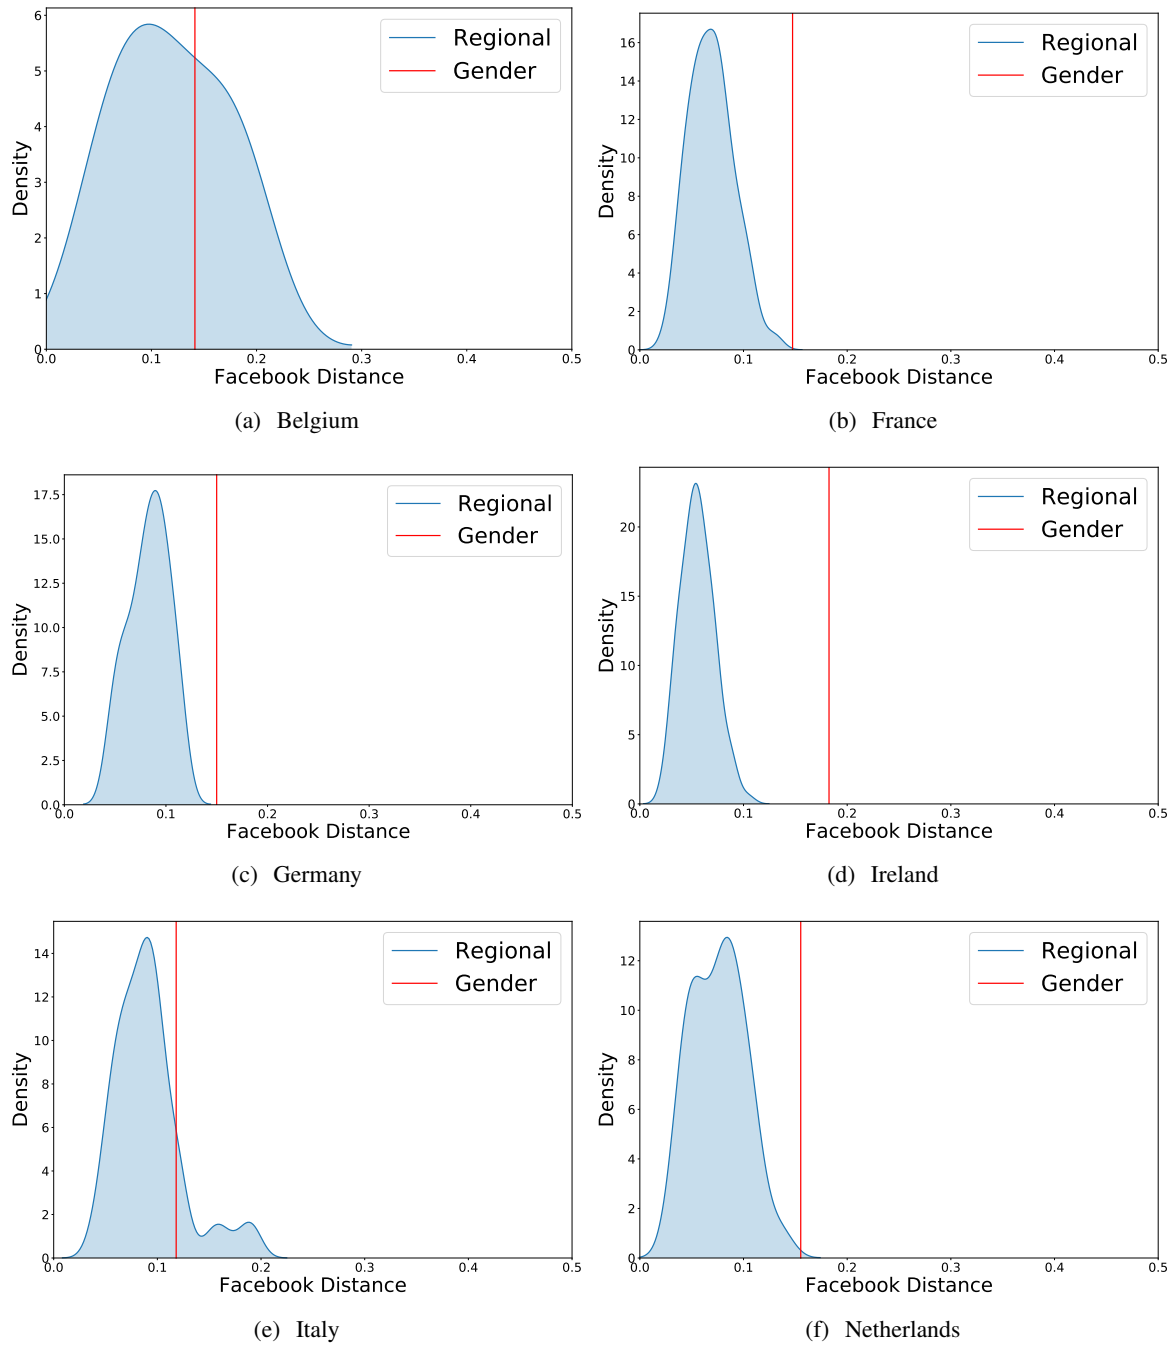 Regional
Gender
6
5
4
3
2
1
0
Density
0.0 0.1 0.2 0.3 0.4 0.5
Facebook Distance
(a) Belgium
Regional
Gender
16
14
12
10
8
6
4
2
0
Density
0.0 0.1 0.2 0.3 0.4 0.5
Facebook Distance
(b) France
Regional
Gender
17.5
15.0
12.5
10.0
7.5
5.0
2.5
0.0
Density
0.0 0.1 0.2 0.3 0.4 0.5
Facebook Distance
(c) Germany
Regional
Gender
20
15
10
5
0
Density
0.0 0.1 0.2 0.3 0.4 0.5
Facebook Distance
(d) Ireland
Regional
Gender
14
12
10
8
6
4
2
0
Density
0.0 0.1 0.2 0.3 0.4 0.5
Facebook Distance
(e) Italy
Regional
Gender
12
10
8
6
4
2
0
Density
0.0 0.1 0.2 0.3 0.4 0.5
Facebook Distance
(f) Netherlands